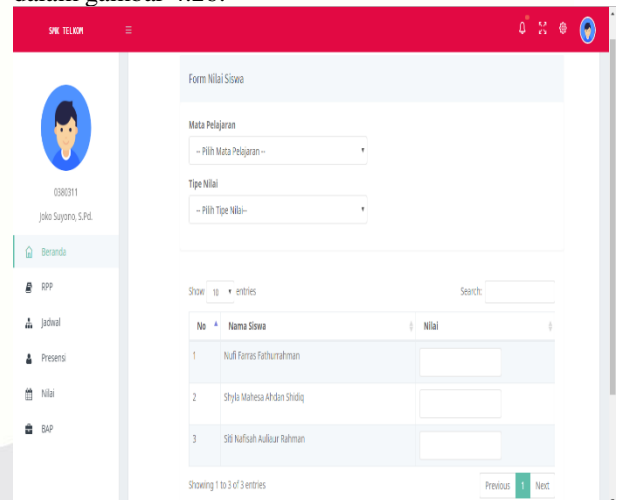 SMK TELKOM
0380311
Joko Suyono, S.Pd.
Beranda
RPP
Jadwal
Presensi
Nilai
BAP
Form Nilai Siswa
Mata Pelajaran
-- Pilih Mata Pelajaran --
Tipe Nilai
-- Pilih Tipe Nilai--
Show 10 entries
Search:
No Nama Siswa Nilai
1 Nufi Farras Fathurrahman
2 Shyla Mahesa Ahdan Shidiq
3 Siti Nafisah Auliaur Rahman
Showing 1 to 3 of 3 entries
Previous 1 Next